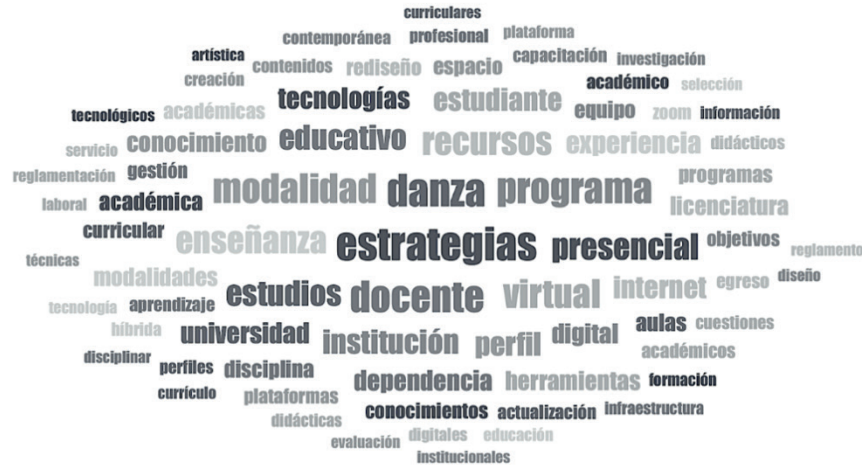 curriculares
contemporánea profesional plataforma
artística contenidos rediseño espacio capacitación investigación
creación académico selección
tecnológicos académicas tecnologías estudiante equipo zoom información
servicio conocimiento educativo recursos experiencia didácticos
reglamentación gestión modalidad danza programa programas
laboral académica licenciatura
curricular enseñanza estrategias presencial objetivos reglamento
técnicas modalidades estudios docente virtual internet egreso diseño
tecnología aprendizaje
híbrida universidad institución perfil digital aulas cuestiones
disciplinar perfiles disciplina académicos
currículo plataformas dependencia herramientas formación
didácticas conocimientos actualización infraestructura
evaluación digitales educación
institucionales